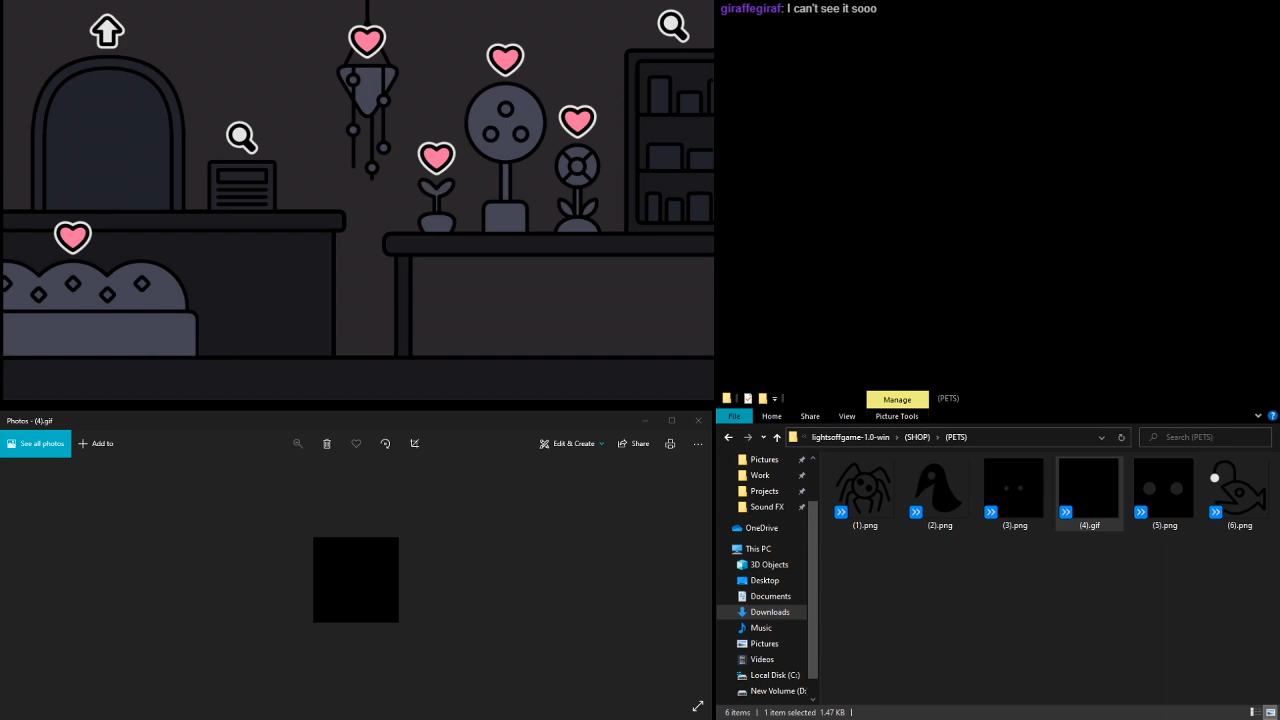 giraffegiraf: I can't see it sooo
Manage
(PETS)
File
Home
Share
View
Picture Tools
Photos - (4).gif
See all photos
Add to
Edit & Create
Share
lightsoffgame-1.0-win
(SHOP)
(PETS)
Search (PETS)
Pictures
Work
Projects
Sound FX
OneDrive
This PC
3D Objects
Desktop
Documents
Downloads
Music
Pictures
Videos
Local Disk (C:)
New Volume (D:
(1).png
(2).png
(3).png
(4).gif
(5).png
(6).png
6 items
1 item selected 1.47 KB